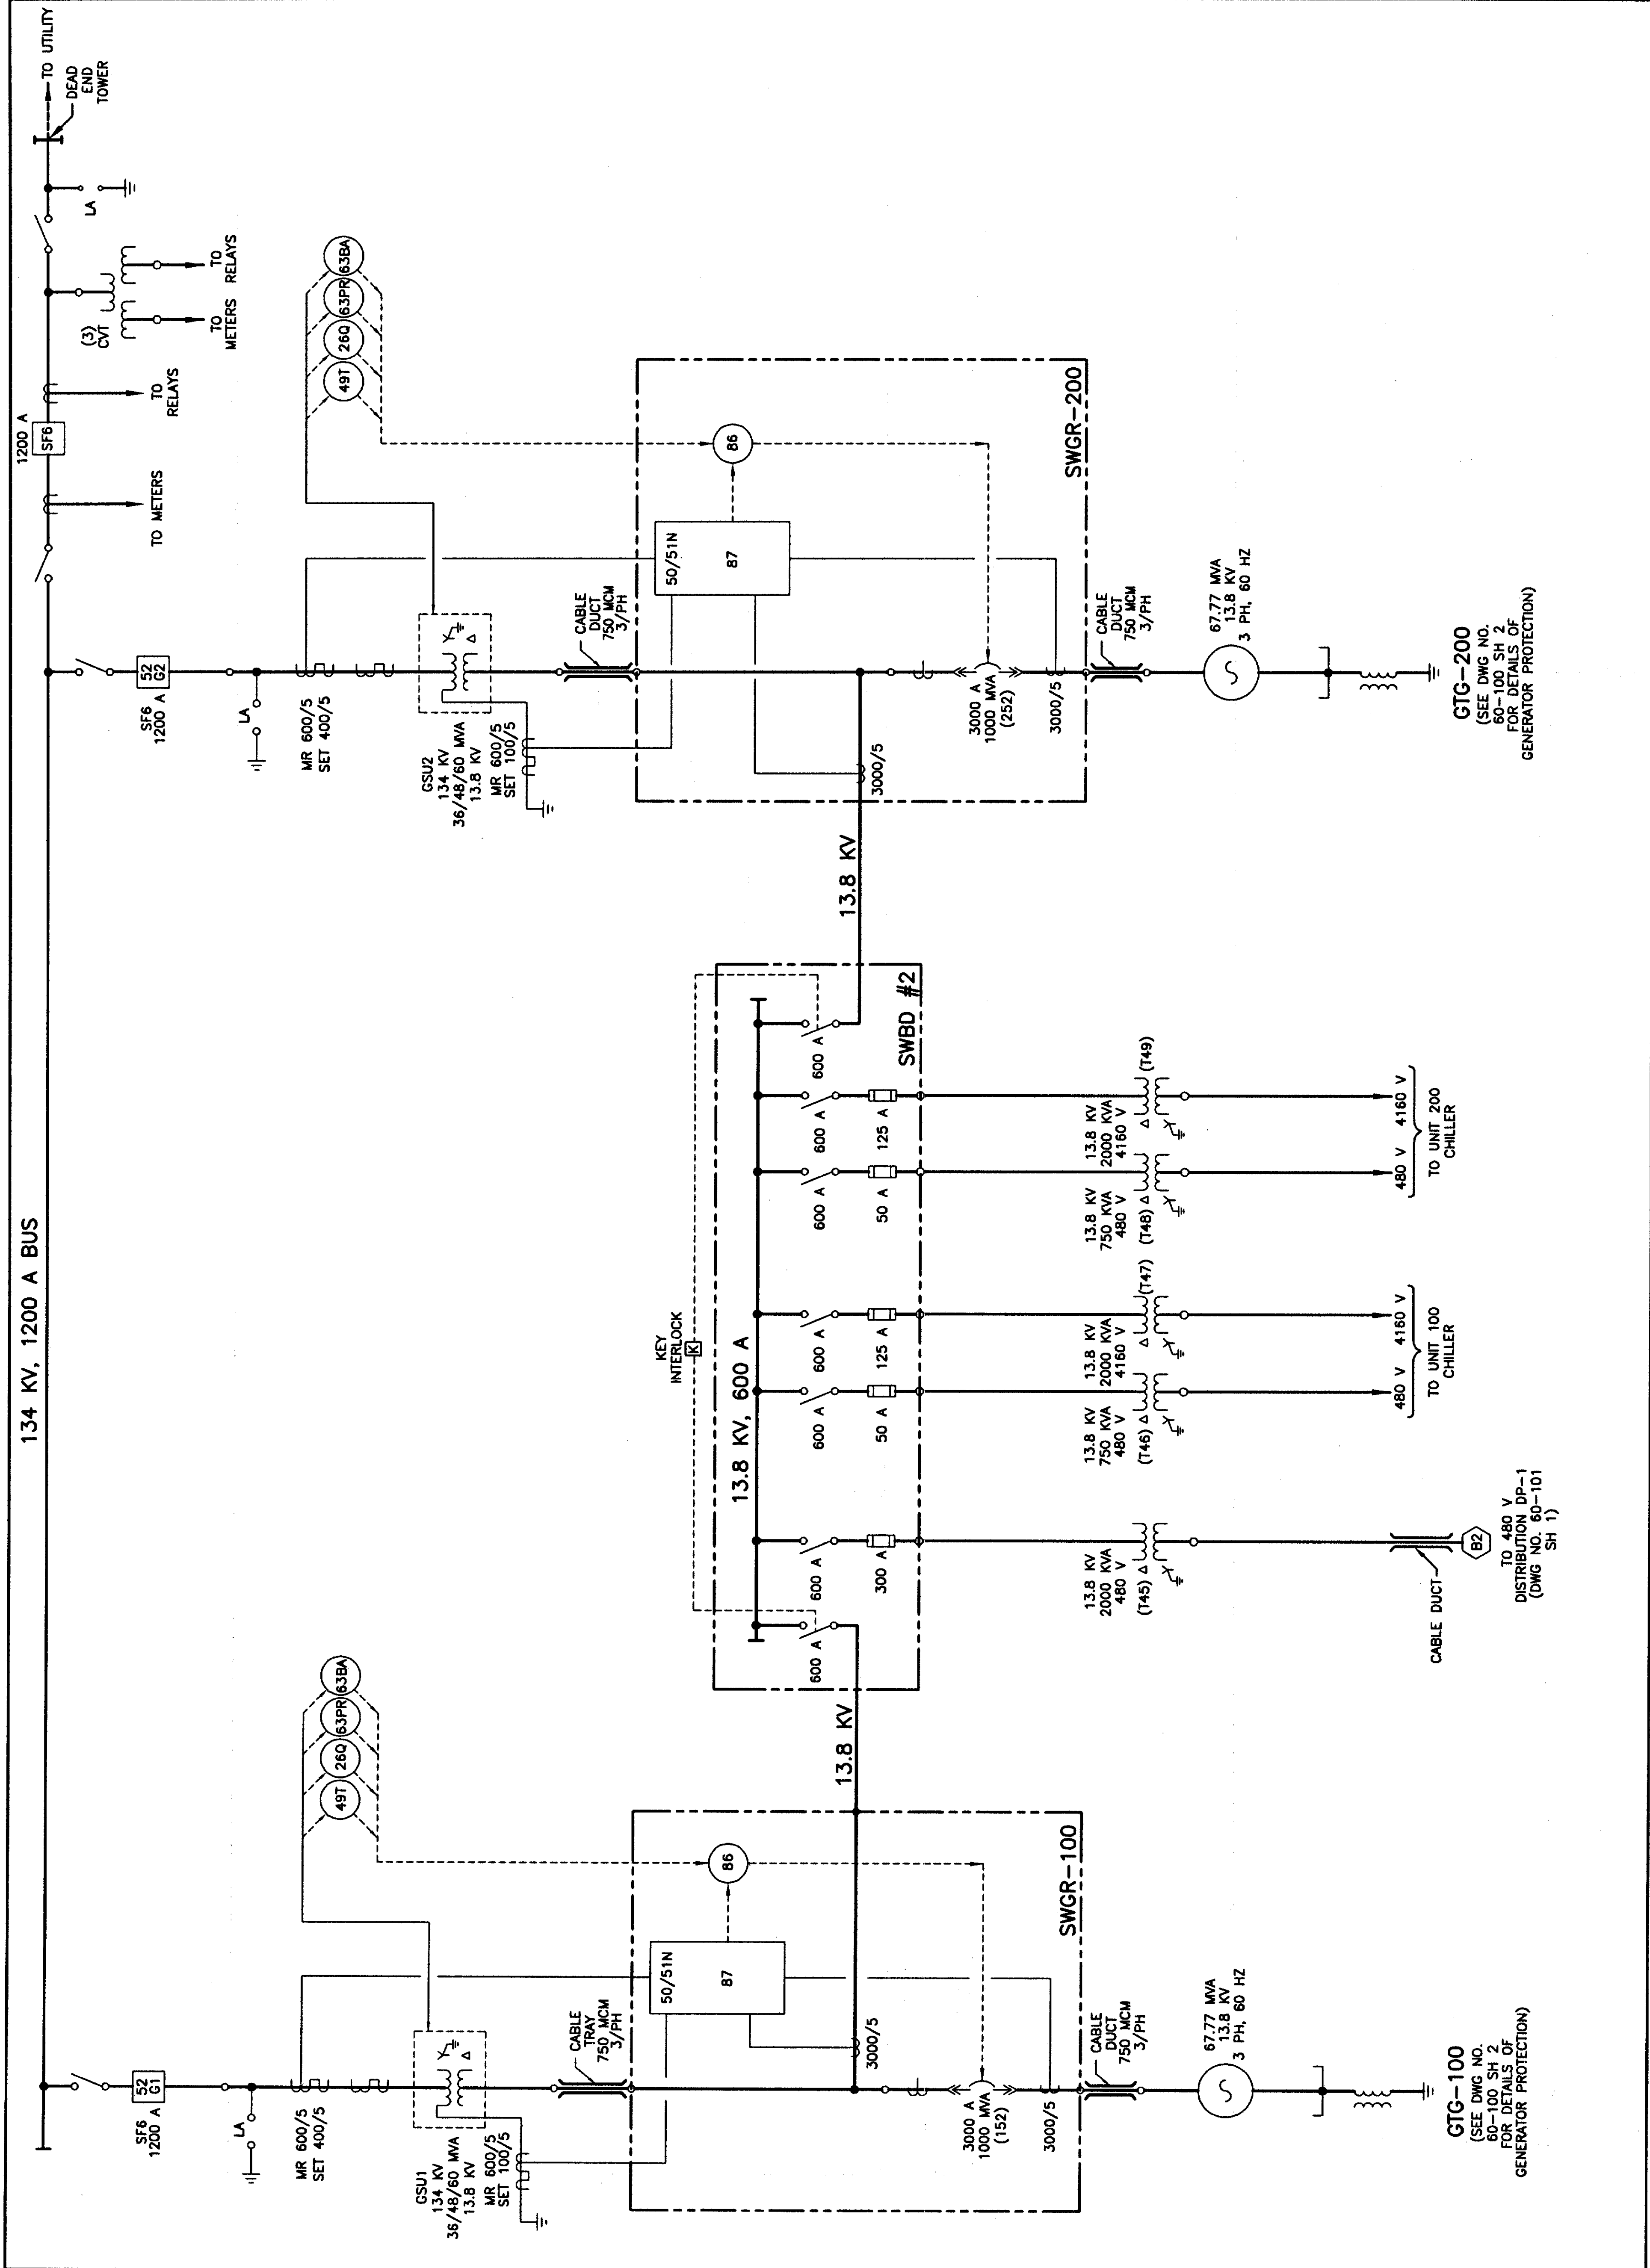 134 KV, 1200 A BUS
SF6
1200 A
52
G1
LA
MR 600/5
SET 400/5
GSU1
134 KV
36/48/60 MVA
13.8 KV
MR 600/5
SET 100/5
49T
26Q
63PR
63BA
CABLE
TRAY
750 MCM
3/PH
50/51N
87
86
3000/5
3000 A
1000 MVA
(152)
3000/5
SWGR-100
CABLE
DUCT
750 MCM
3/PH
67.77 MVA
13.8 KV
3 PH, 60 HZ
GTG-100
(SEE DWG NO.
60-100 SH 2
FOR DETAILS OF
GENERATOR PROTECTION)
13.8 KV
KEY
INTERLOCK
K
13.8 KV, 600 A
600 A
600 A
600 A
600 A
600 A
600 A
600 A
300 A
50 A
125 A
50 A
125 A
SWBD #2
13.8 KV
2000 KVA
480 V
(T45)
13.8 KV
750 KVA
480 V
(T46)
13.8 KV
2000 KVA
4160 V
(T47)
13.8 KV
750 KVA
480 V
(T48)
13.8 KV
2000 KVA
4160 V
(T49)
CABLE DUCT
B2
TO 480 V
DISTRIBUTION DP-1
(DWG NO. 60-101
SH 1)
480 V
4160 V
TO UNIT 100
CHILLER
480 V
4160 V
TO UNIT 200
CHILLER
13.8 KV
SF6
1200 A
52
G2
LA
MR 600/5
SET 400/5
GSU2
134 KV
36/48/60 MVA
13.8 KV
MR 600/5
SET 100/5
49T
26Q
63PR
63BA
CABLE
DUCT
750 MCM
3/PH
50/51N
87
86
3000/5
3000 A
1000 MVA
(252)
3000/5
SWGR-200
CABLE
DUCT
750 MCM
3/PH
67.77 MVA
13.8 KV
3 PH, 60 HZ
GTG-200
(SEE DWG NO.
60-100 SH 2
FOR DETAILS OF
GENERATOR PROTECTION)
TO METERS
1200 A
SF6
TO
RELAYS
(3)
CVT
TO
METERS
TO
RELAYS
LA
DEAD
END
TOWER
TO UTILITY